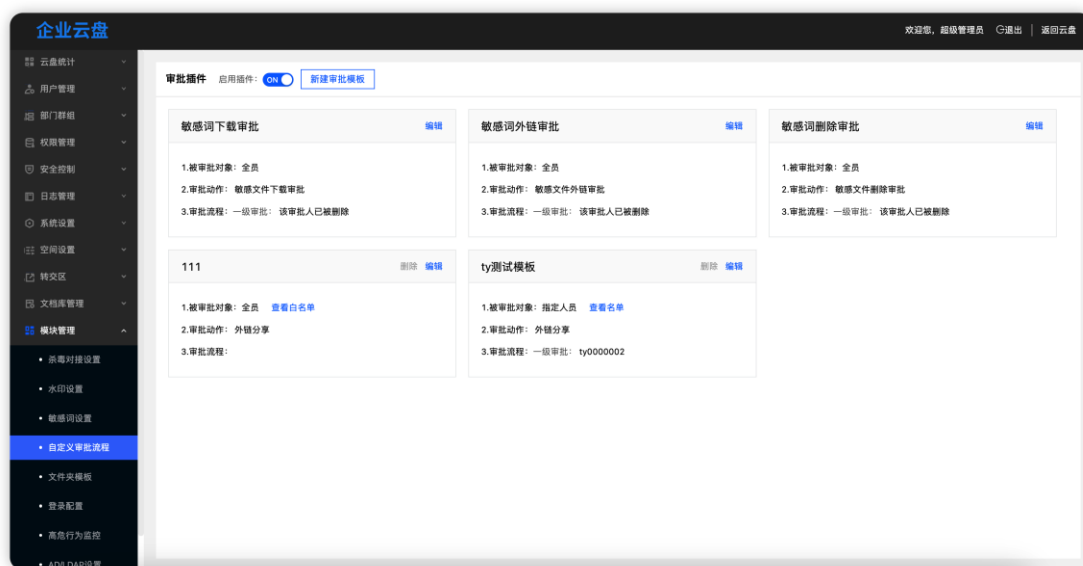 企业云盘
欢迎您，超级管理员 退出 | 返回云盘
云盘统计
用户管理
部门群组
权限管理
安全控制
日志管理
系统设置
空间设置
转交区
文档库管理
模块管理
• 杀毒对接设置
• 水印设置
• 敏感词设置
• 自定义审批流程
• 文件夹模板
• 登录配置
• 高危行为监控
• AD/LDAP设置
审批插件 启用插件： ON 新建审批模板
敏感词下载审批 编辑
1.被审批对象：全员
2.审批动作： 敏感文件下载审批
3.审批流程：一级审批： 该审批人已被删除
敏感词外链审批 编辑
1.被审批对象：全员
2.审批动作： 敏感文件外链审批
3.审批流程：一级审批： 该审批人已被删除
敏感词删除审批 编辑
1.被审批对象：全员
2.审批动作： 敏感文件删除审批
3.审批流程：一级审批： 该审批人已被删除
111 删除 编辑
1.被审批对象：全员 查看白名单
2.审批动作： 外链分享
3.审批流程：
ty测试模板 删除 编辑
1.被审批对象：指定人员 查看名单
2.审批动作： 外链分享
3.审批流程：一级审批： ty0000002